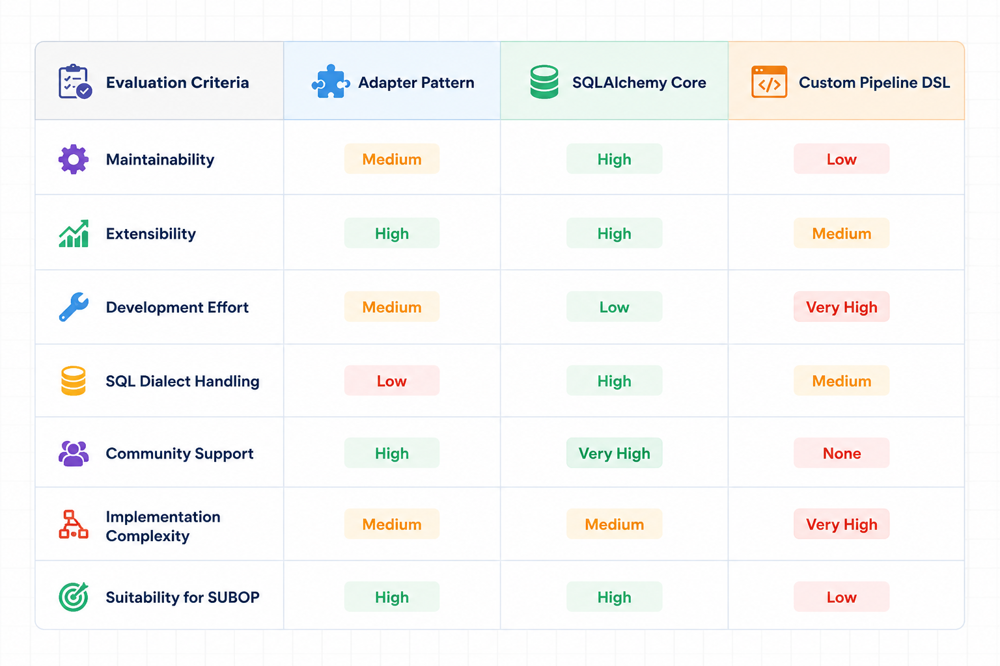 Evaluation Criteria Adapter Pattern SQLAlchemy Core Custom Pipeline DSL
Maintainability Medium High Low
Extensibility High High Medium
Development Effort Medium Low Very High
SQL Dialect Handling Low High Medium
Community Support High Very High None
Implementation
Complexity Medium Medium Very High
Suitability for SUBOP High High Low